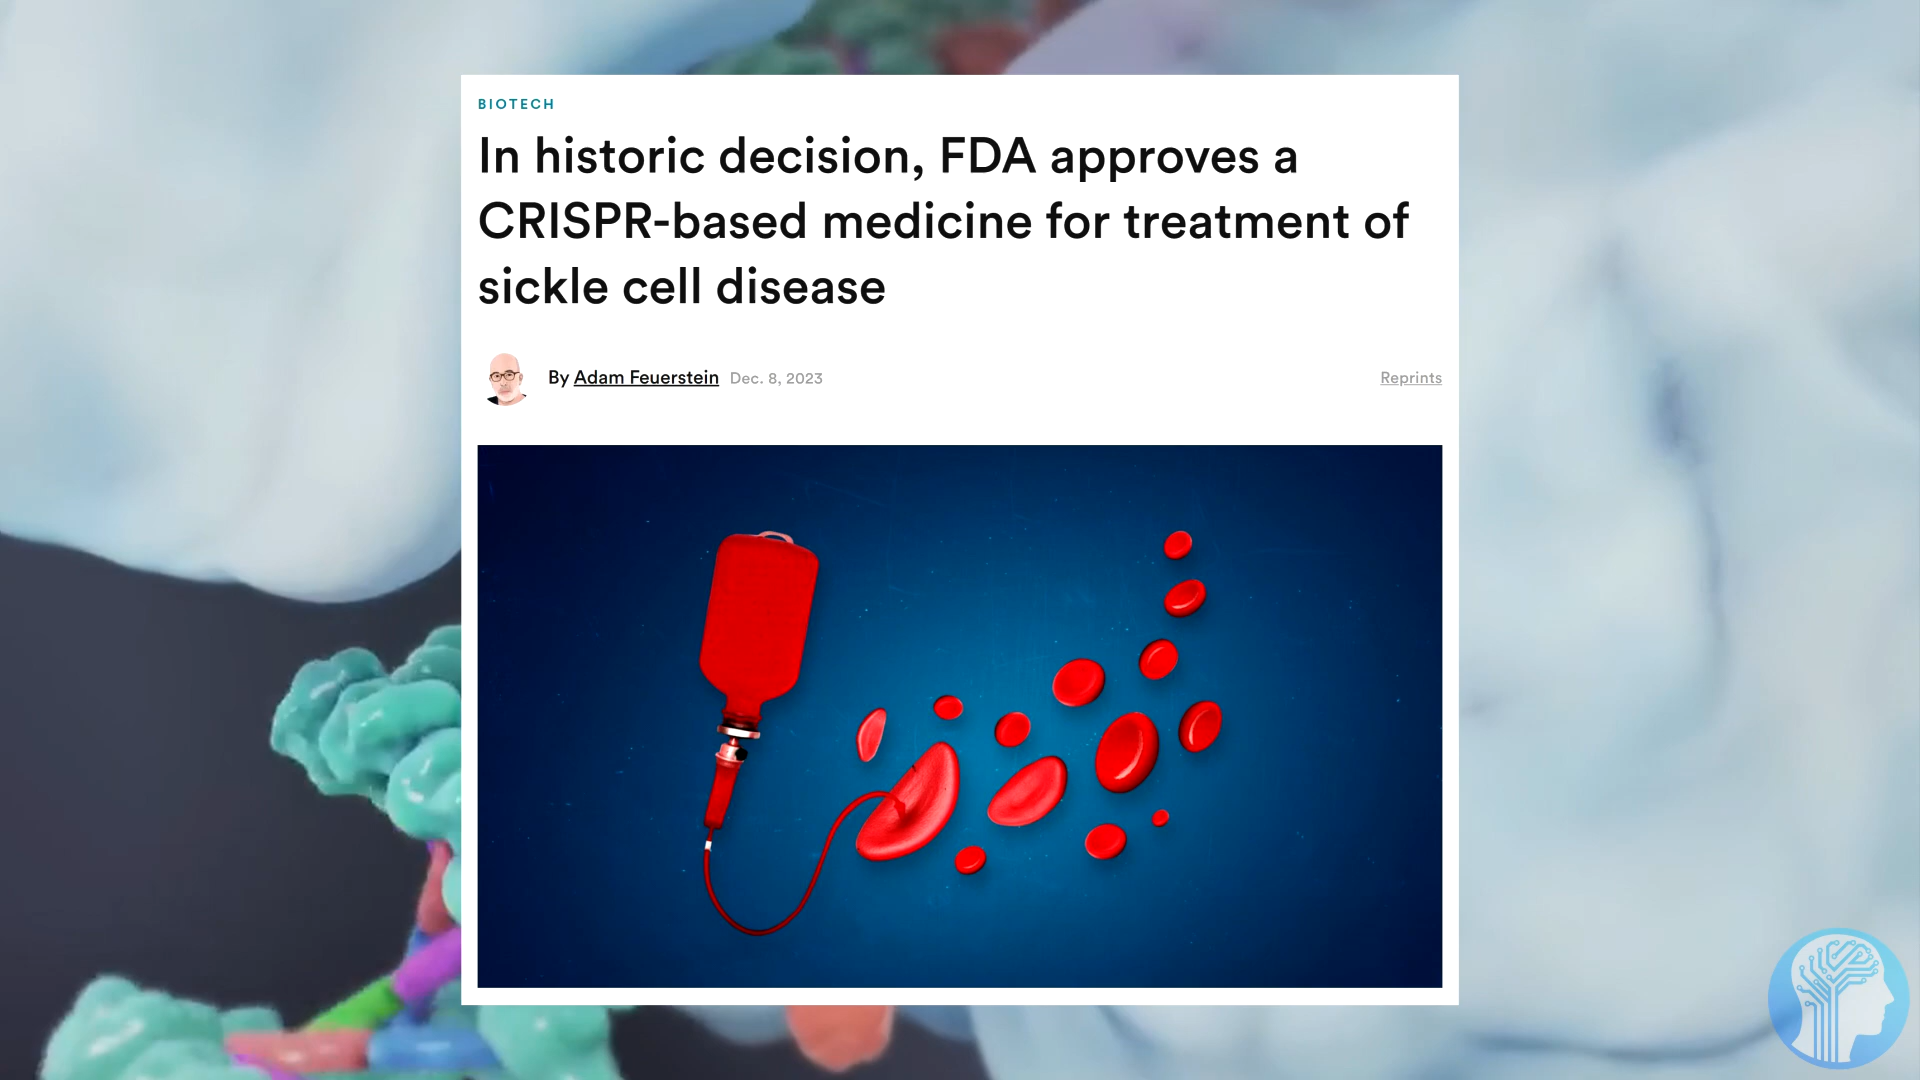 BIOTECH
In historic decision, FDA approves a
CRISPR-based medicine for treatment of
sickle cell disease
By Adam Feuerstein Dec. 8, 2023
Reprints